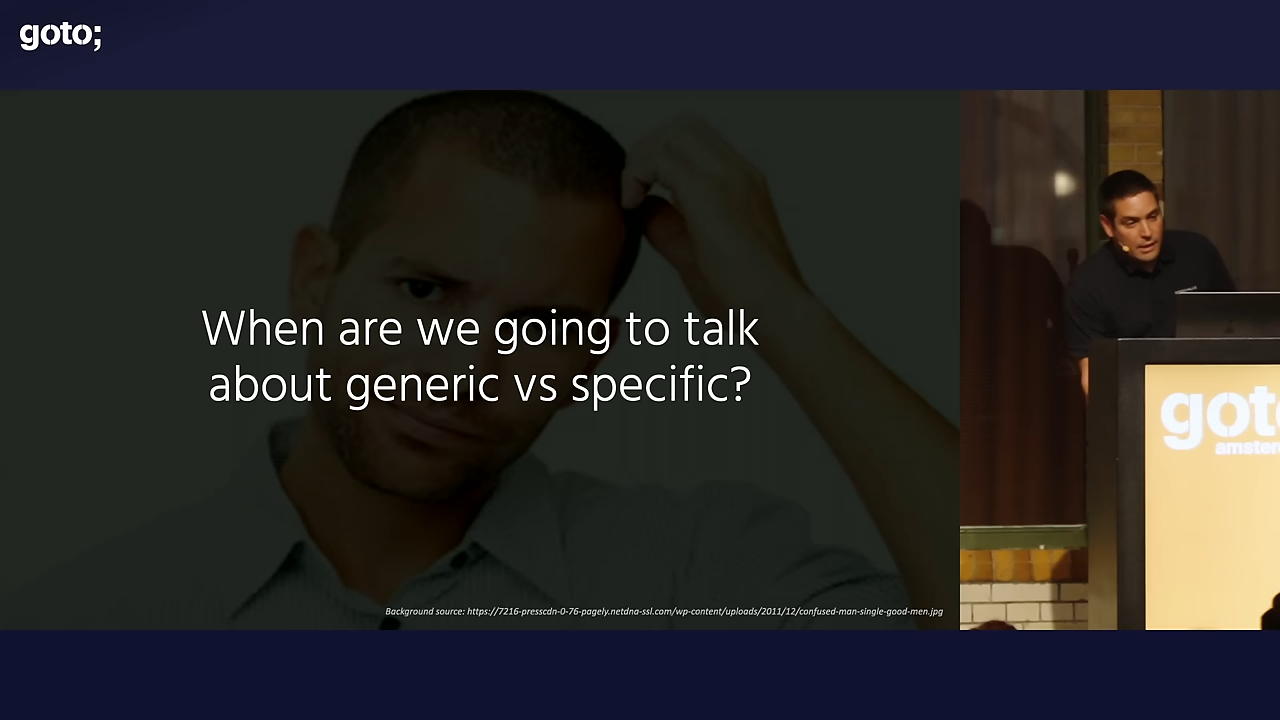 goto;
When are we going to talk
about generic vs specific?
Background source: https://7216-presscdn-0-76-pagely.netdna-ssl.com/wp-content/uploads/2011/12/confused-man-single-good-men.jpg
goto
amster